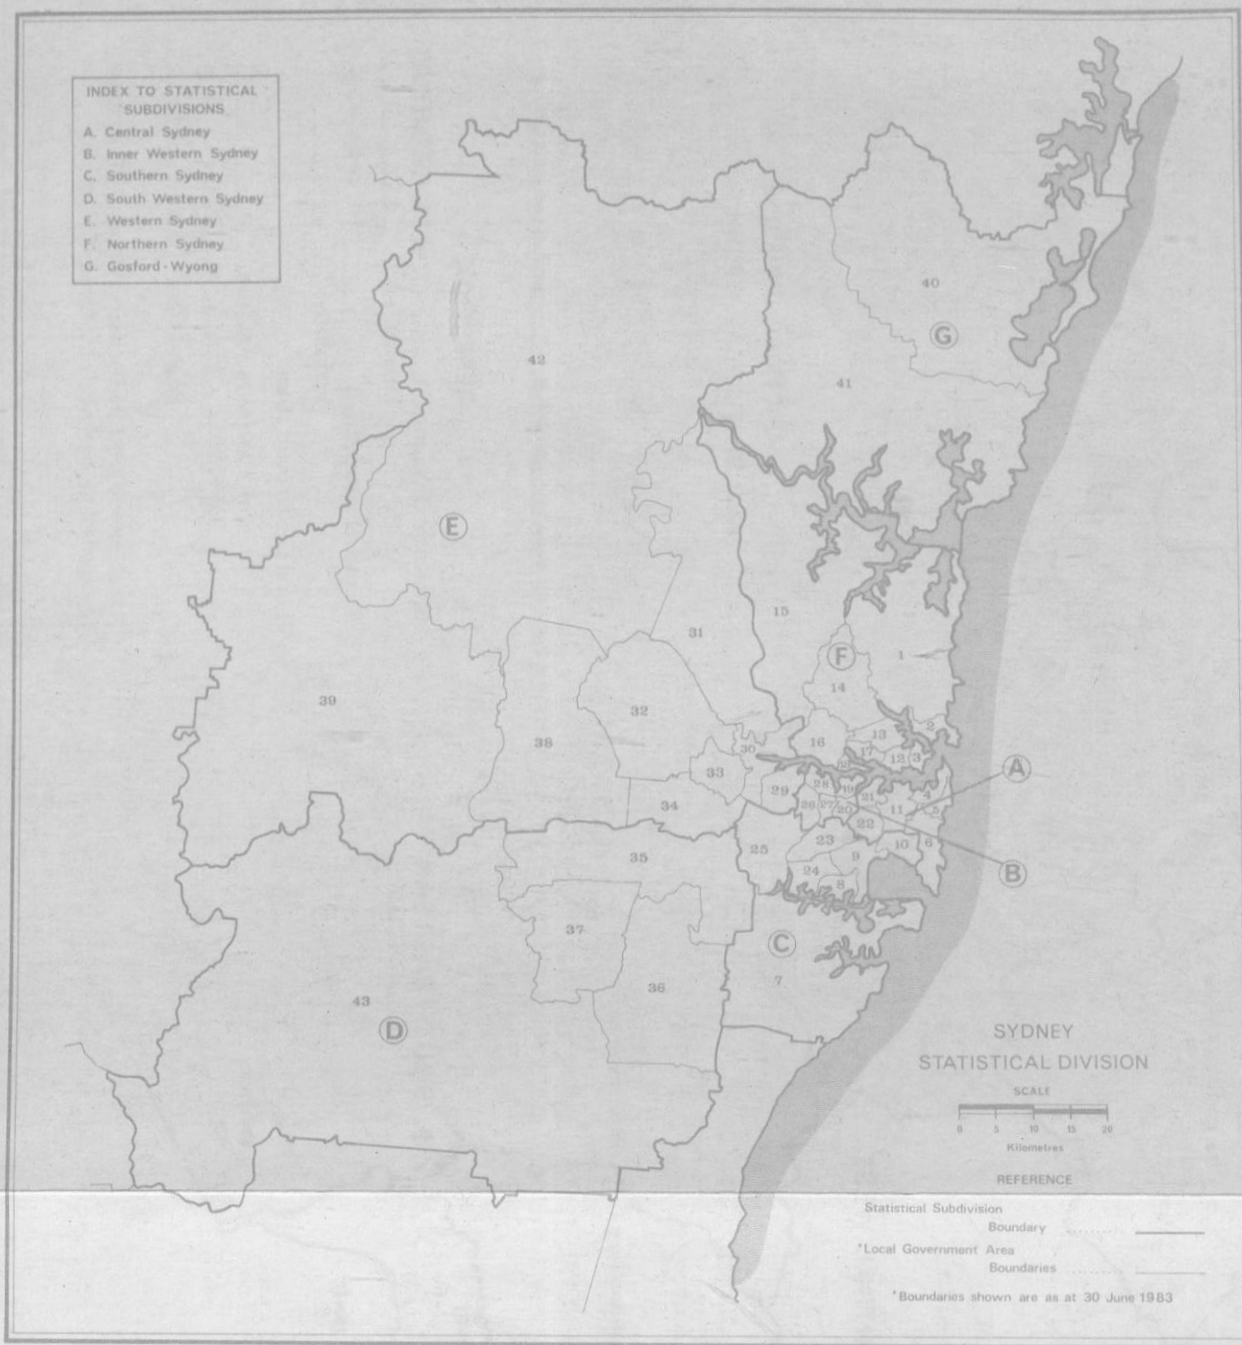 INDEX TO STATISTICAL
SUBDIVISIONS
A. Central Sydney
B. Inner Western Sydney
C. Southern Sydney
D. South Western Sydney
E. Western Sydney
F. Northern Sydney
G. Gosford - Wyong
40
G
42
41
E
15
31
F
1
14
39
32
2
38
13
16
30
17
12
3
18
A
33
28
29
19
21
4
34
26
27
20
11
5
22
23
10
6
25
35
9
24
8
B
37
C
7
36
43
D
SYDNEY
STATISTICAL DIVISION
SCALE
0 5 10 15 20
Kilometres
REFERENCE
Statistical Subdivision
Boundary ..........
*Local Government Area
Boundaries ..........
*Boundaries shown are as at 30 June 1983